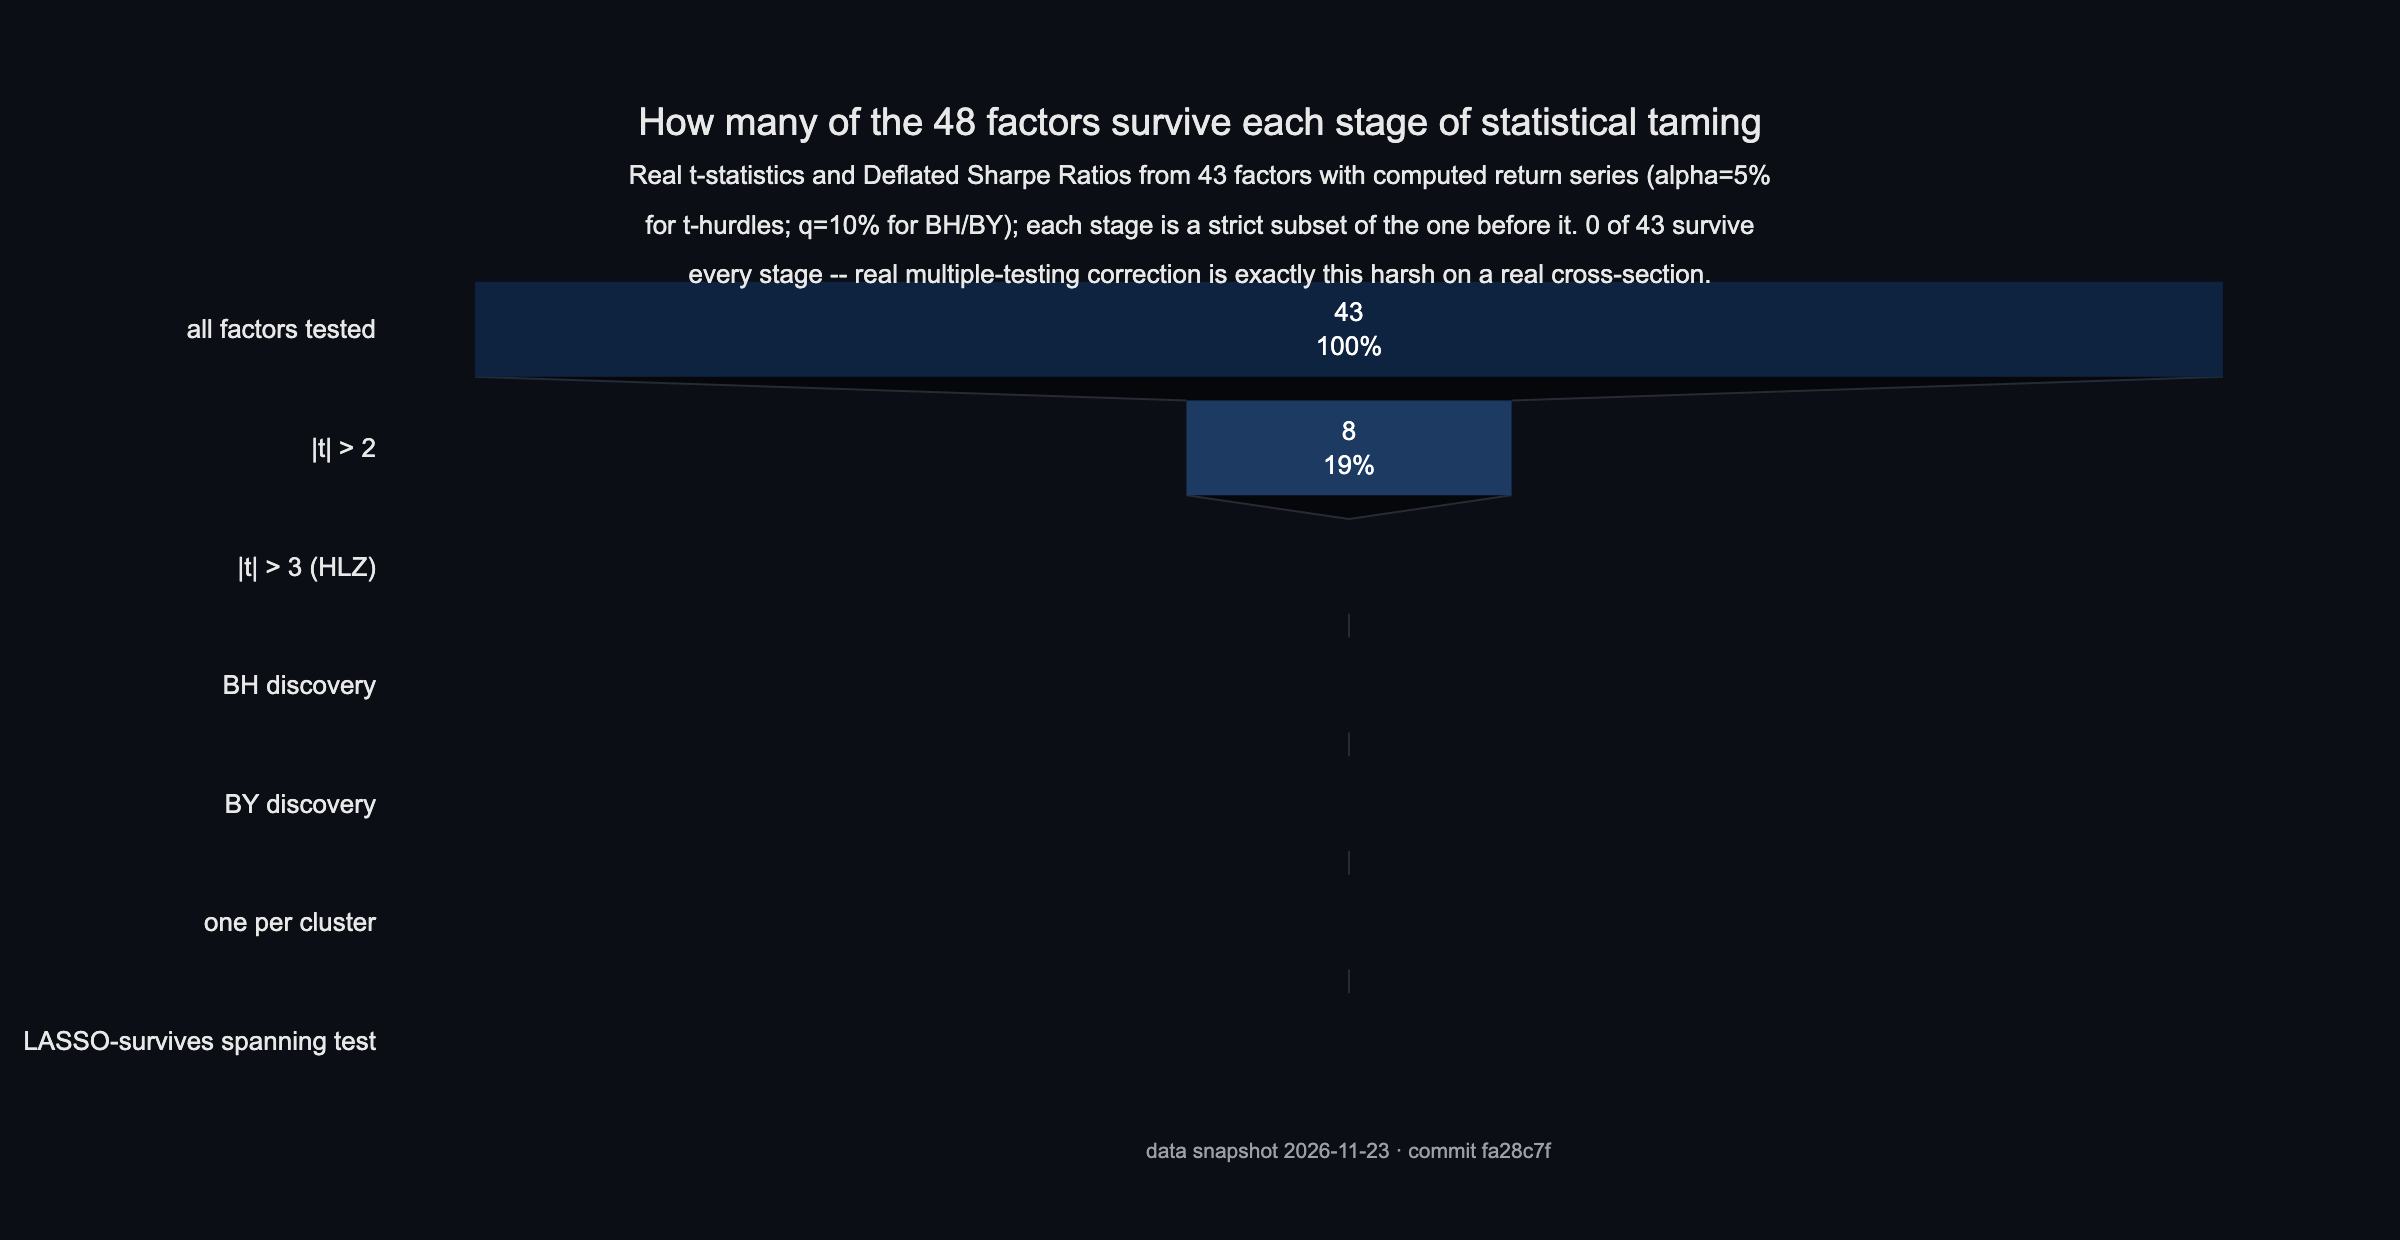 How many of the 48 factors survive each stage of statistical taming
Real t-statistics and Deflated Sharpe Ratios from 43 factors with computed return series (alpha=5%
for t-hurdles; q=10% for BH/BY); each stage is a strict subset of the one before it. 0 of 43 survive
every stage -- real multiple-testing correction is exactly this harsh on a real cross-section.
all factors tested
43
100%
|t| > 2
8
19%
|t| > 3 (HLZ)
BH discovery
BY discovery
one per cluster
LASSO-survives spanning test
data snapshot 2026-11-23 · commit fa28c7f